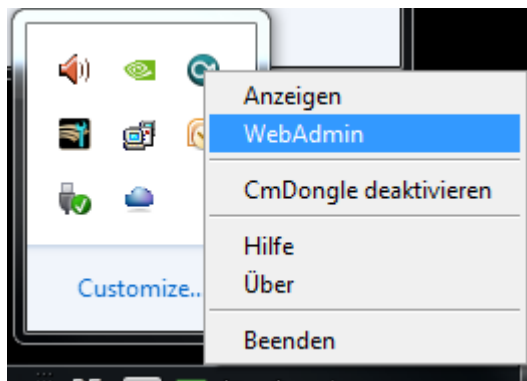 Anzeigen
WebAdmin
CmDongle deaktivieren
Hilfe
Über
Beenden
Customize...